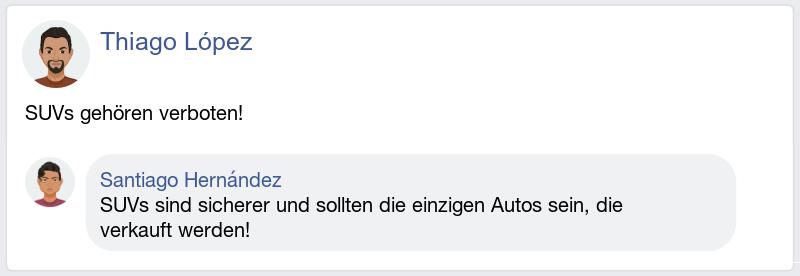 Thiago López
SUVs gehören verboten!
Santiago Hernández
SUVs sind sicherer und sollten die einzigen Autos sein, die
verkauft werden!